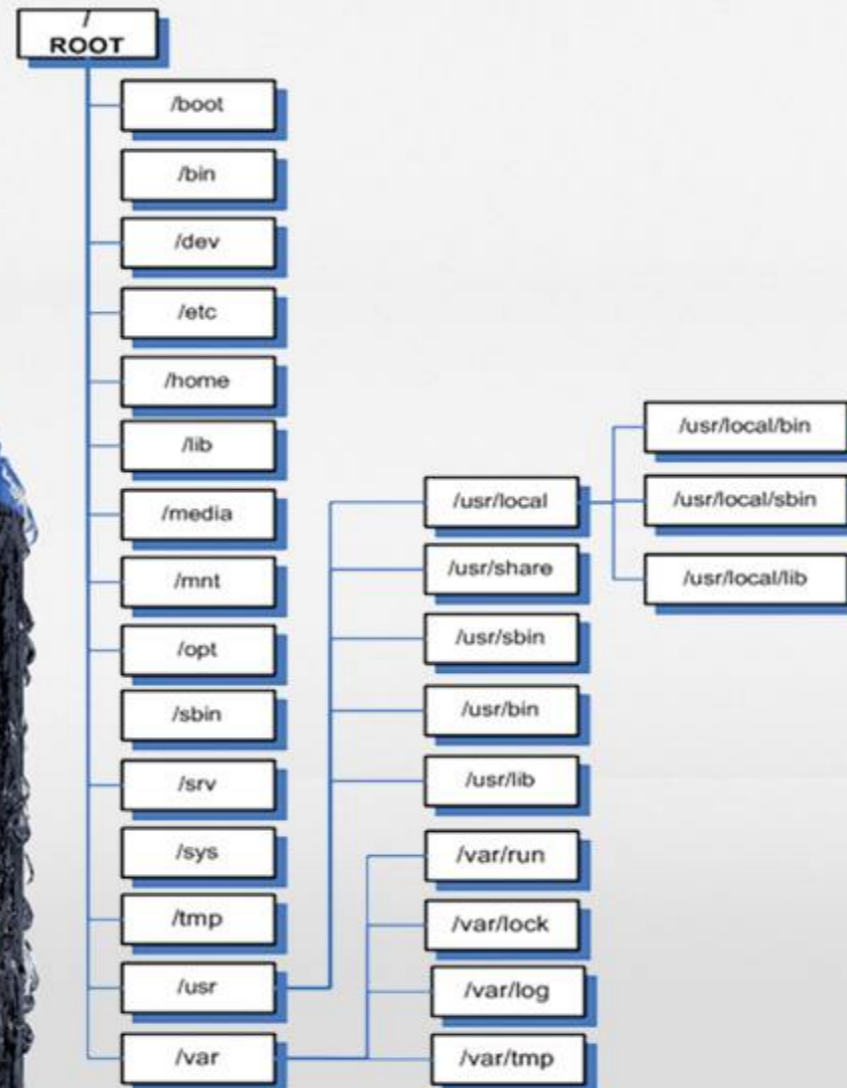 /
ROOT
/boot
/bin
/dev
/etc
/home
/lib
/media
/mnt
/opt
/sbin
/srv
/sys
/tmp
/usr
/var
/usr/local
/usr/share
/usr/sbin
/usr/bin
/usr/lib
/var/run
/var/lock
/var/log
/var/tmp
/usr/local/bin
/usr/local/sbin
/usr/local/lib